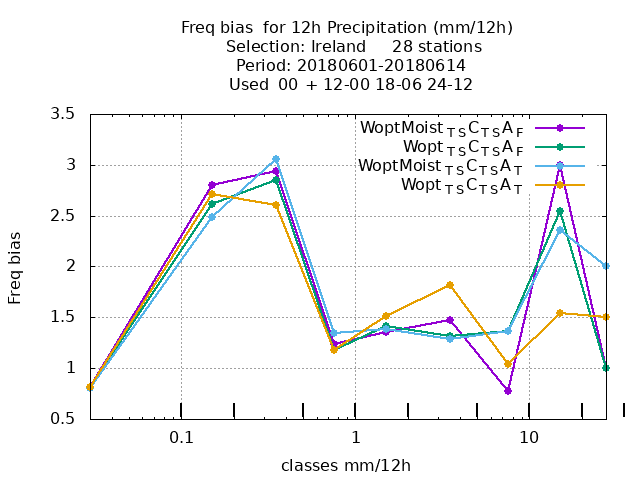 Freq bias  for 12h Precipitation (mm/12h)
Selection: Ireland     28 stations
Period: 20180601-20180614
Used  00 + 12-00 18-06 24-12
3.5
3
2.5
2
1.5
1
0.5
Freq bias
WoptMoist TS C TS A F
Wopt TS C TS A F
WoptMoist TS C TS A T
Wopt TS C TS A T
0.1 1 10
classes mm/12h